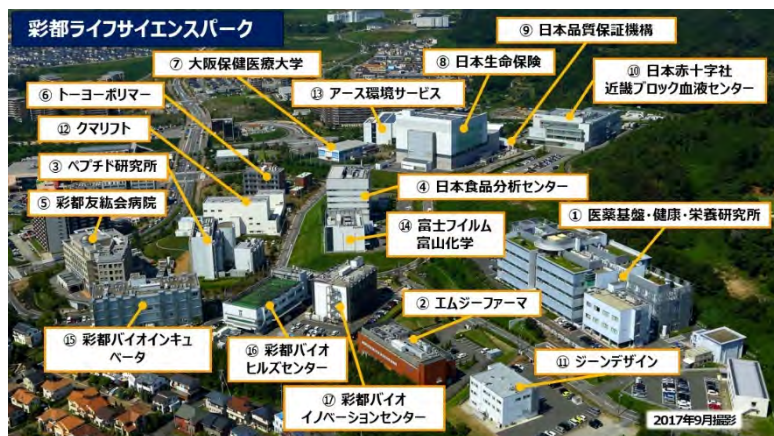 彩都ライフサイエンスパーク
⑨ 日本品質保証機構
⑦ 大阪保健医療大学
⑧ 日本生命保険
⑩ 日本赤十字社
近畿ブロック血液センター
⑥ トーヨーポリマー
⑬ アース環境サービス
⑫ クマリフト
③ ペプチド研究所
④ 日本食品分析センター
⑤ 彩都友紘会病院
① 医薬基盤・健康・栄養研究所
⑭ 富士フイルム
富山化学
② エムジーファーマ
⑮ 彩都バイオインキュ
ベータ
⑯ 彩都バイオ
ヒルズセンター
⑪ ジーンデザイン
⑰ 彩都バイオ
イノベーションセンター
2017年9月撮影